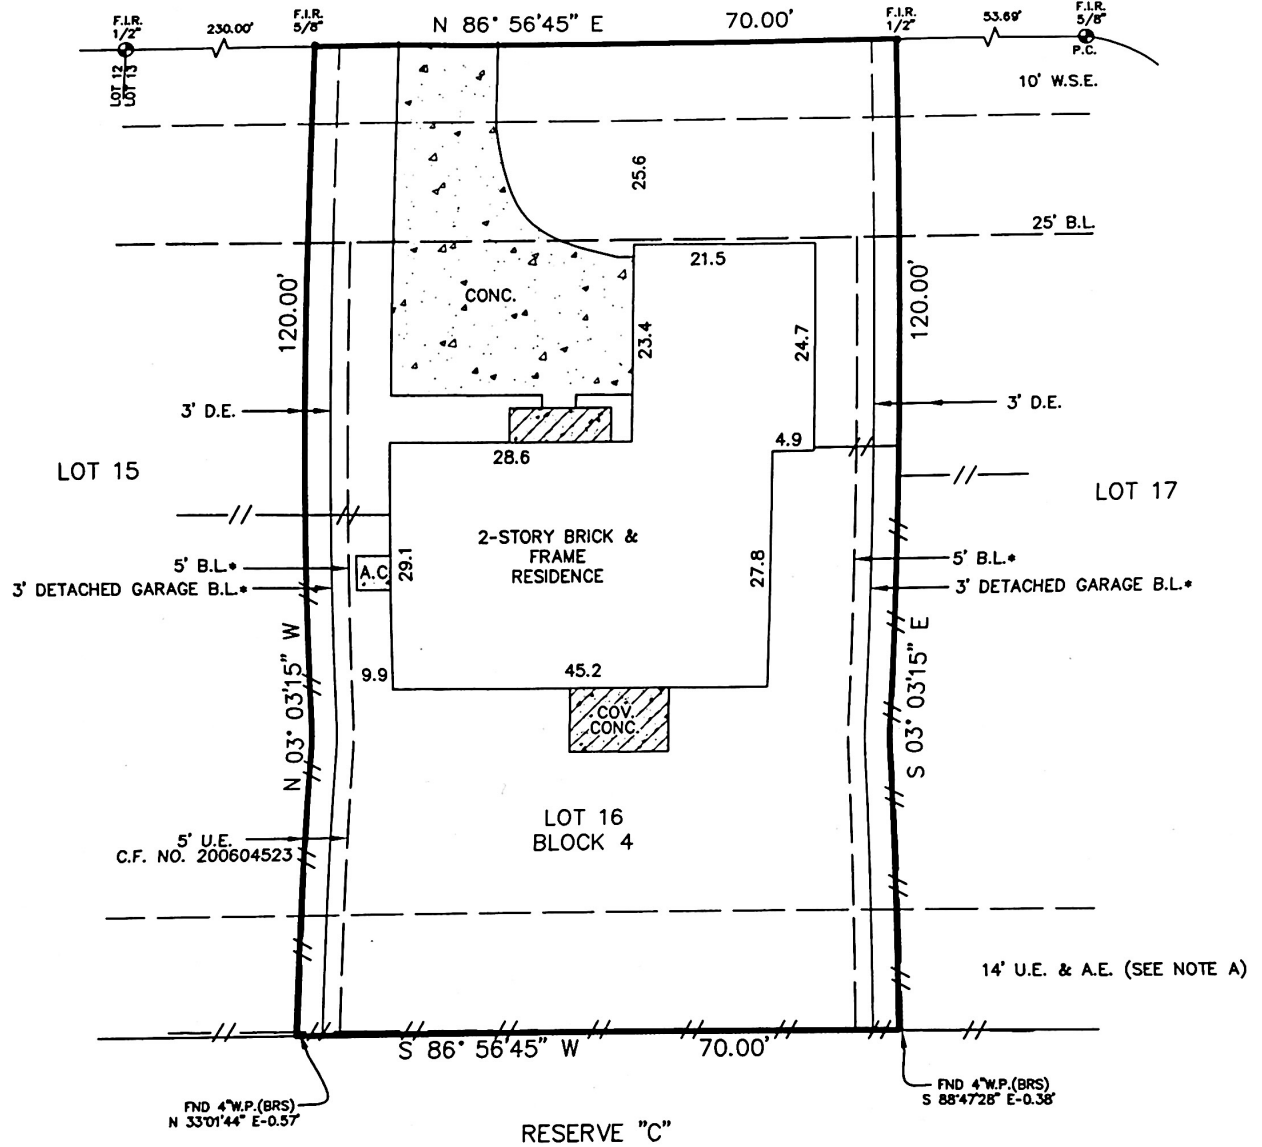 F.I.R.
1/2"
230.00'
F.I.R.
5/8"
N 86° 56'45" E
70.00'
F.I.R.
1/2"
53.69'
F.I.R.
5/8"
P.C.
LOT 12
LOT 13
10' W.S.E.
25.6
25' B.L.
21.5
CONC.
120.00'
120.00'
23.4
24.7
3' D.E.
3' D.E.
4.9
28.6
LOT 15
LOT 17
2-STORY BRICK &
FRAME
RESIDENCE
5' B.L.*
A.C
29.1
27.8
5' B.L.*
3' DETACHED GARAGE B.L.*
3' DETACHED GARAGE B.L.*
N 03° 03'15" W
S 03° 03'15" E
9.9
45.2
COV.
CONC.
LOT 16
BLOCK 4
5' U.E.
C.F. NO. 200604523
14' U.E. & A.E. (SEE NOTE A)
S 86° 56'45" W
70.00'
FND 4"W.P.(BRS)
N 33°01'44" E-0.57'
FND 4"W.P.(BRS)
S 88°47'28" E-0.38'
RESERVE "C"